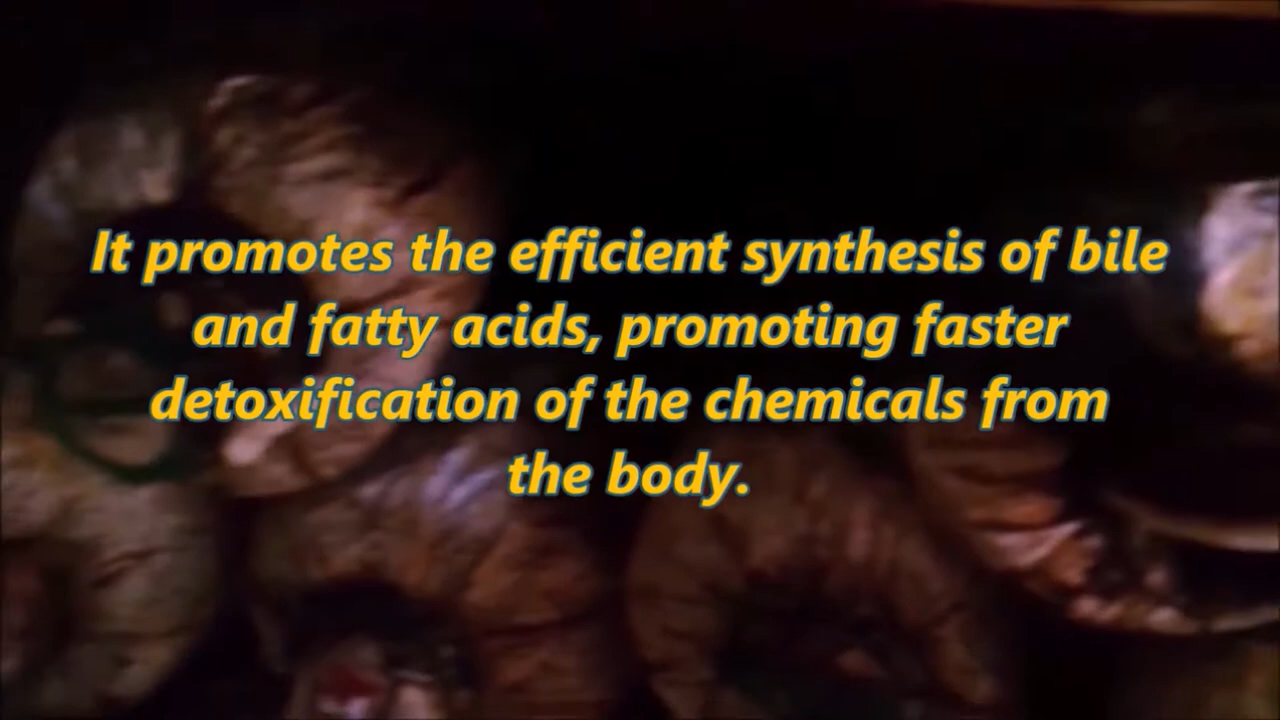 It promotes the efficient synthesis of bile
and fatty acids, promoting faster
detoxification of the chemicals from
the body.